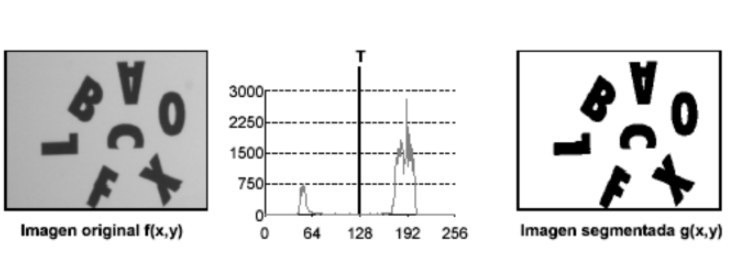 T
B A O
L C
F X
3000
2250
1500
750
0
0 64 128 192 256
B A O
L C
F X
Imagen original f(x,y)
Imagen segmentada g(x,y)